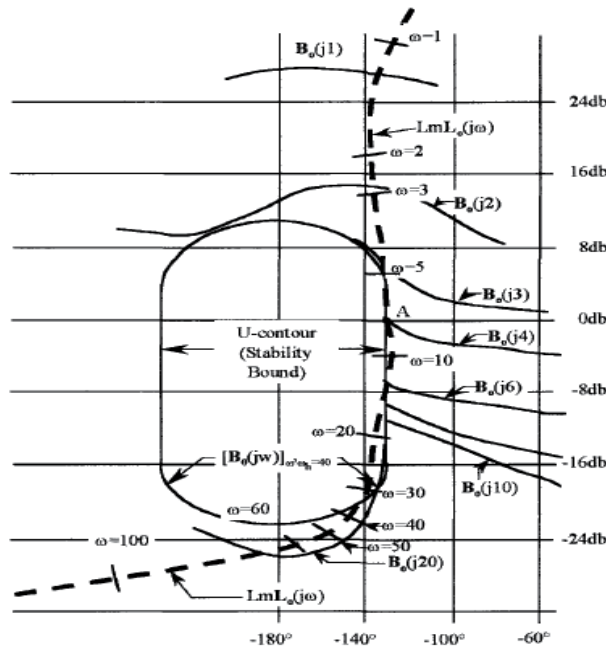 ω=1
B₀(j1)
24db
LmL₀(jω)
ω=2
16db
ω=3
B₀(j2)
8db
ω=5
B₀(j3)
A
0db
U-contour
(Stability
Bound)
B₀(j4)
ω=10
B₀(j6)
-8db
ω=20
[B₀(jw)]ω>ωₕ=40
-16db
B₀(j10)
ω=30
ω=60
ω=40
ω=100
-24db
ω=50
B₀(j20)
LmL₀(jω)
-180° -140° -100° -60°